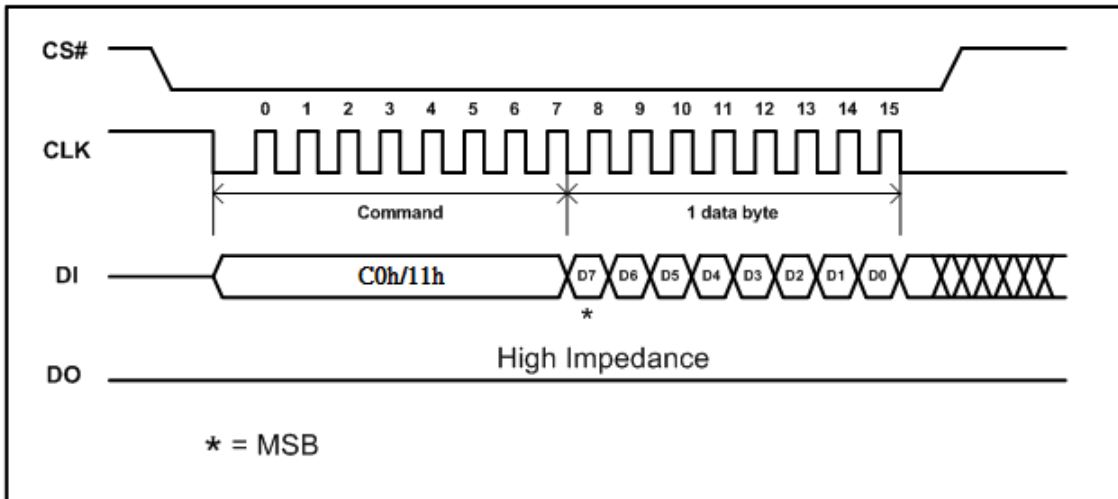 CS#
0 1 2 3 4 5 6 7 8 9 10 11 12 13 14 15
CLK
Command 1 data byte
DI C0h/11h D7 D6 D5 D4 D3 D2 D1 D0
*
High Impedance
DO
* = MSB